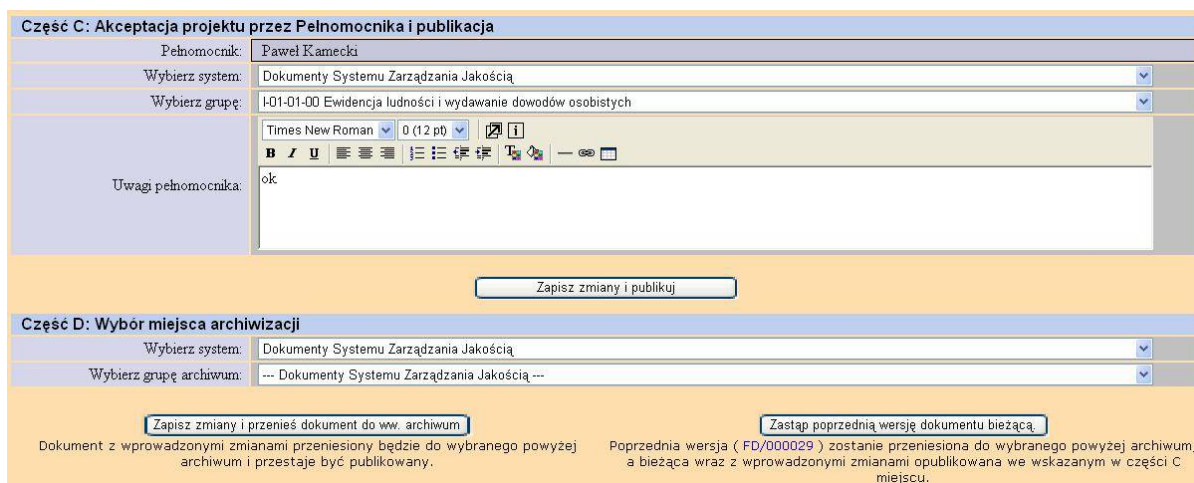 Część C: Akceptacja projektu przez Pełnomocnika i publikacja
Pełnomocnik: Paweł Kamecki
Wybierz system: Dokumenty Systemu Zarządzania Jakością
Wybierz grupę: I-01-01-00 Ewidencja ludności i wydawanie dowodów osobistych
Times New Roman 0 (12 pt)
B I U
Uwagi pełnomocnika: ok
Zapisz zmiany i publikuj
Część D: Wybór miejsca archiwizacji
Wybierz system: Dokumenty Systemu Zarządzania Jakością
Wybierz grupę archiwum: --- Dokumenty Systemu Zarządzania Jakością ---
Zapisz zmiany i przenieś dokument do ww. archiwum
Dokument z wprowadzonymi zmianami przeniesiony będzie do wybranego powyżej
archiwum i przestaje być publikowany.
Zastąp poprzednią wersję dokumentu bieżącą.
Poprzednia wersja ( FD/000029 ) zostanie przeniesiona do wybranego powyżej archiwum,
a bieżąca wraz z wprowadzonymi zmianami opublikowana we wskazanym w części C
miejscu.